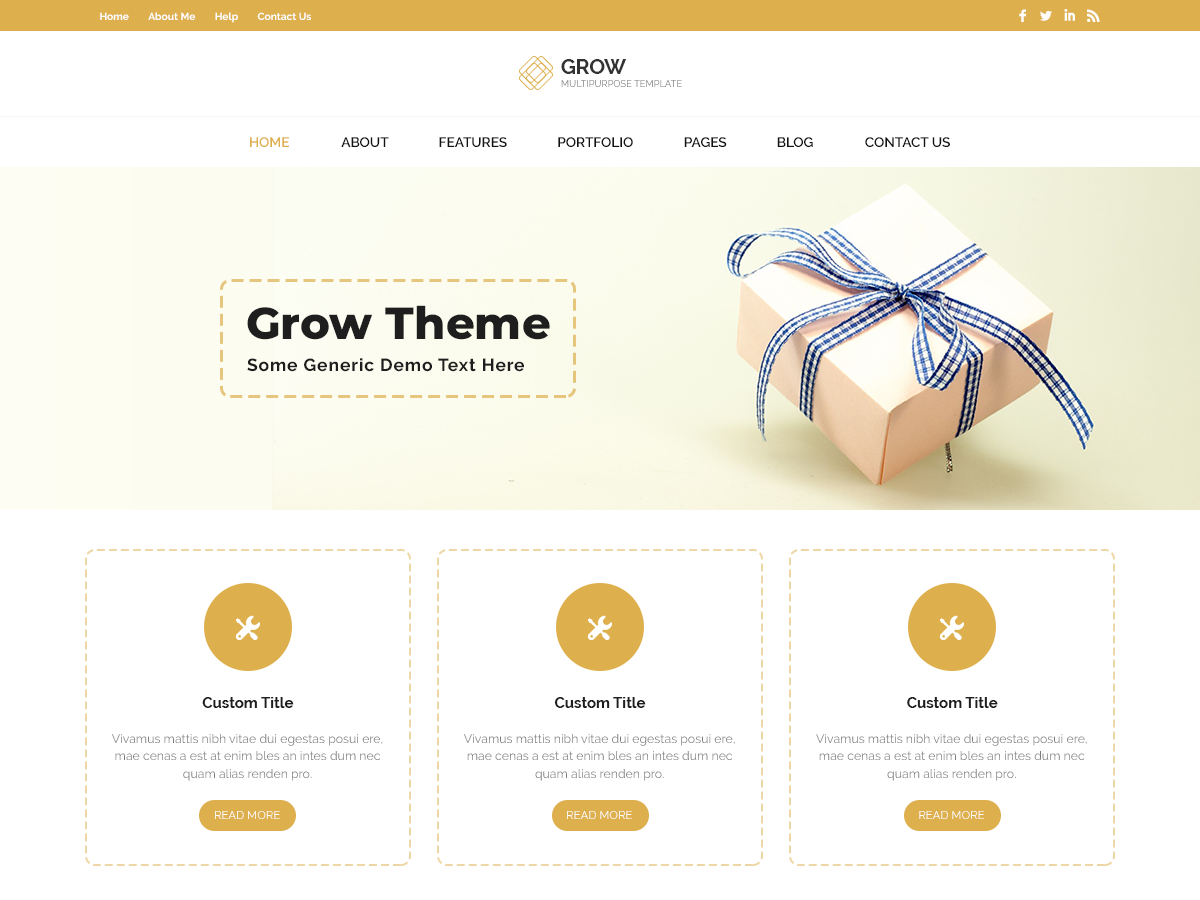 Home About Me Help Contact Us
GROW
MULTIPURPOSE TEMPLATE
HOME ABOUT FEATURES PORTFOLIO PAGES BLOG CONTACT US
Grow Theme
Some Generic Demo Text Here
Custom Title
Vivamus mattis nibh vitae dui egestas posui ere,
mae cenas a est at enim bles an intes dum nec
quam alias renden pro.
READ MORE
Custom Title
Vivamus mattis nibh vitae dui egestas posui ere,
mae cenas a est at enim bles an intes dum nec
quam alias renden pro.
READ MORE
Custom Title
Vivamus mattis nibh vitae dui egestas posui ere,
mae cenas a est at enim bles an intes dum nec
quam alias renden pro.
READ MORE